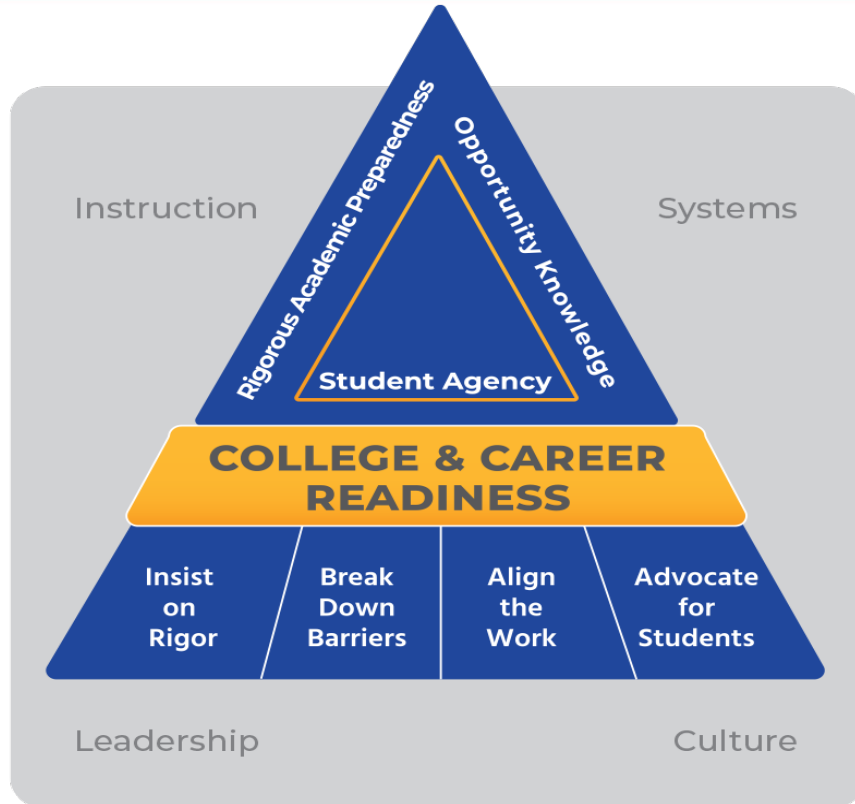 Rigorous Academic Preparedness
Opportunity Knowledge
Instruction
Systems
Student Agency
COLLEGE & CAREER
READINESS
Insist
on
Rigor
Break
Down
Barriers
Align
the
Work
Advocate
for
Students
Leadership
Culture